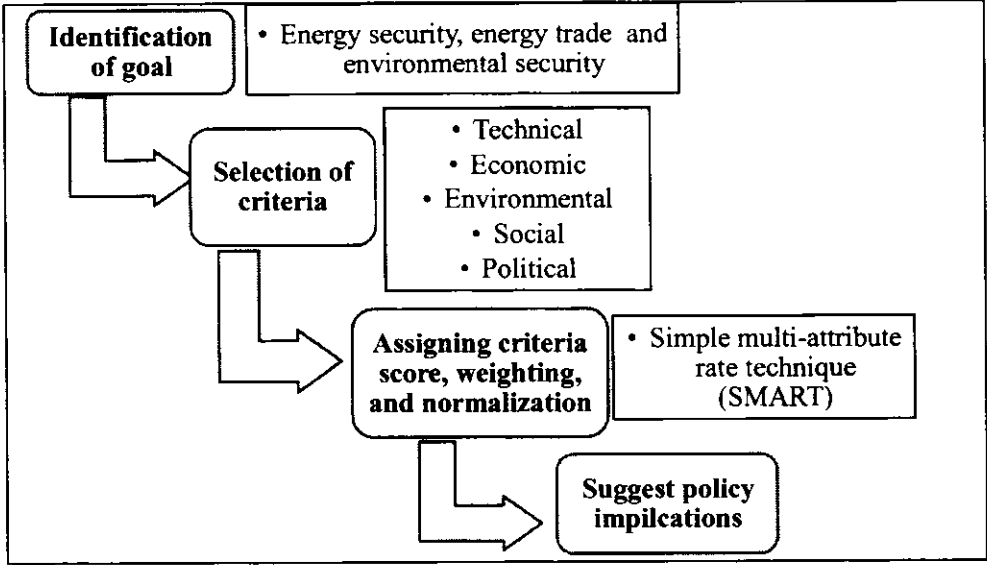 Identification
of goal
• Energy security, energy trade and
environmental security
Selection of
criteria
• Technical
• Economic
• Environmental
• Social
• Political
Assigning criteria
score, weighting,
and normalization
• Simple multi-attribute
rate technique
(SMART)
Suggest policy
impilcations